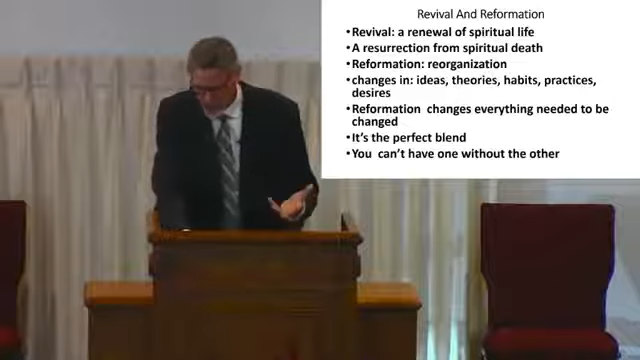 Revival And Reformation
•Revival: a renewal of spiritual life
•A resurrection from spiritual death
•Reformation: reorganization
•changes in: ideas, theories, habits, practices,
desires
•Reformation changes everything needed to be
changed
•It's the perfect blend
•You can't have one without the other